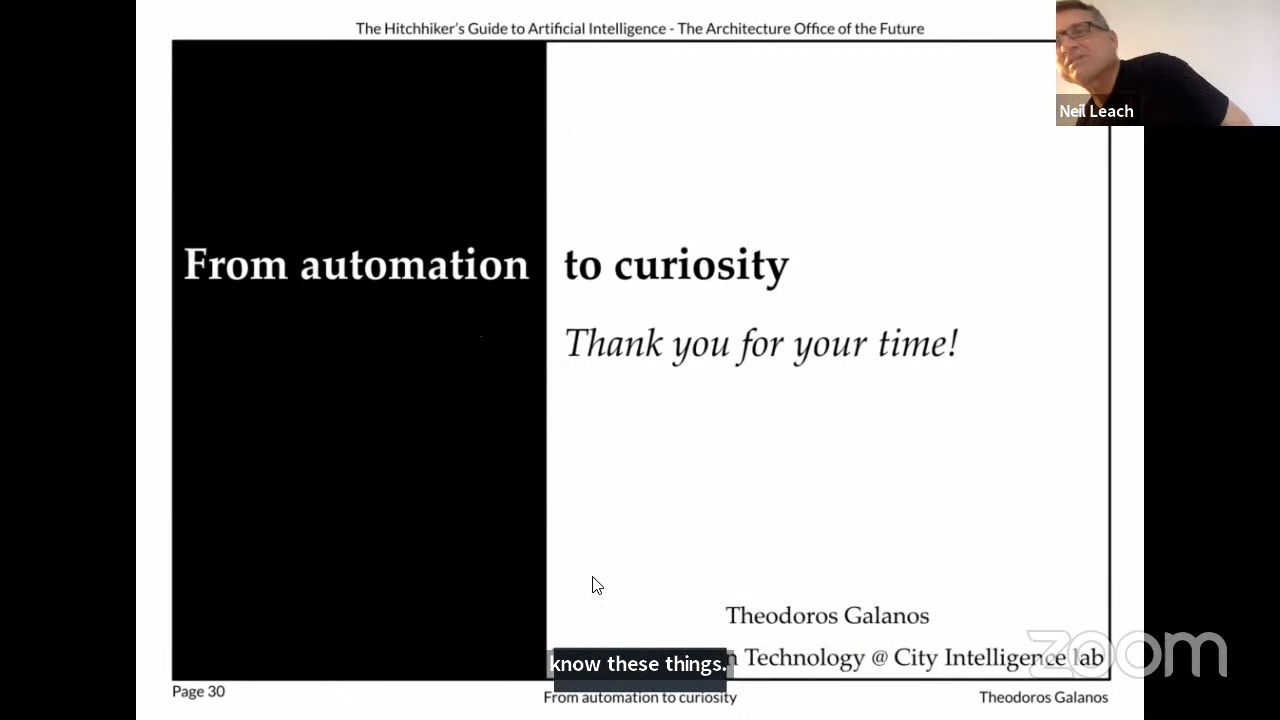 The Hitchhiker's Guide to Artificial Intelligence - The Architecture Office of the Future
Neil Leach
From automation to curiosity
Thank you for your time!
Theodoros Galanos
Technology @ City Intelligence lab
know these things.
zoom
Page 30
From automation to curiosity
Theodoros Galanos